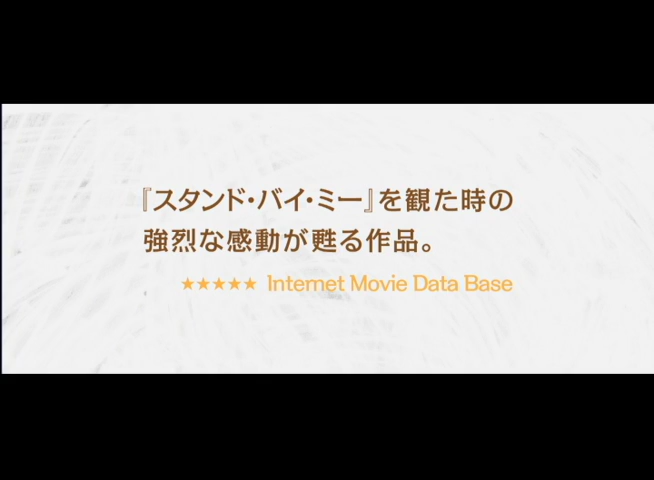 『スタンド・バイ・ミー』を観た時の
強烈な感動が甦る作品。
★★★★★ Internet Movie Data Base